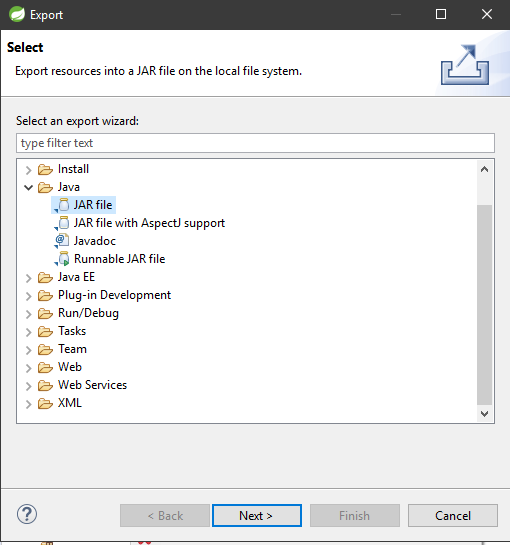 Export
Select
Export resources into a JAR file on the local file system.
Select an export wizard:
type filter text
Install
Java
JAR file
JAR file with AspectJ support
@ Javadoc
Runnable JAR file
Java EE
Plug-in Development
Run/Debug
Tasks
Team
Web
Web Services
XML
? < Back Next > Finish Cancel